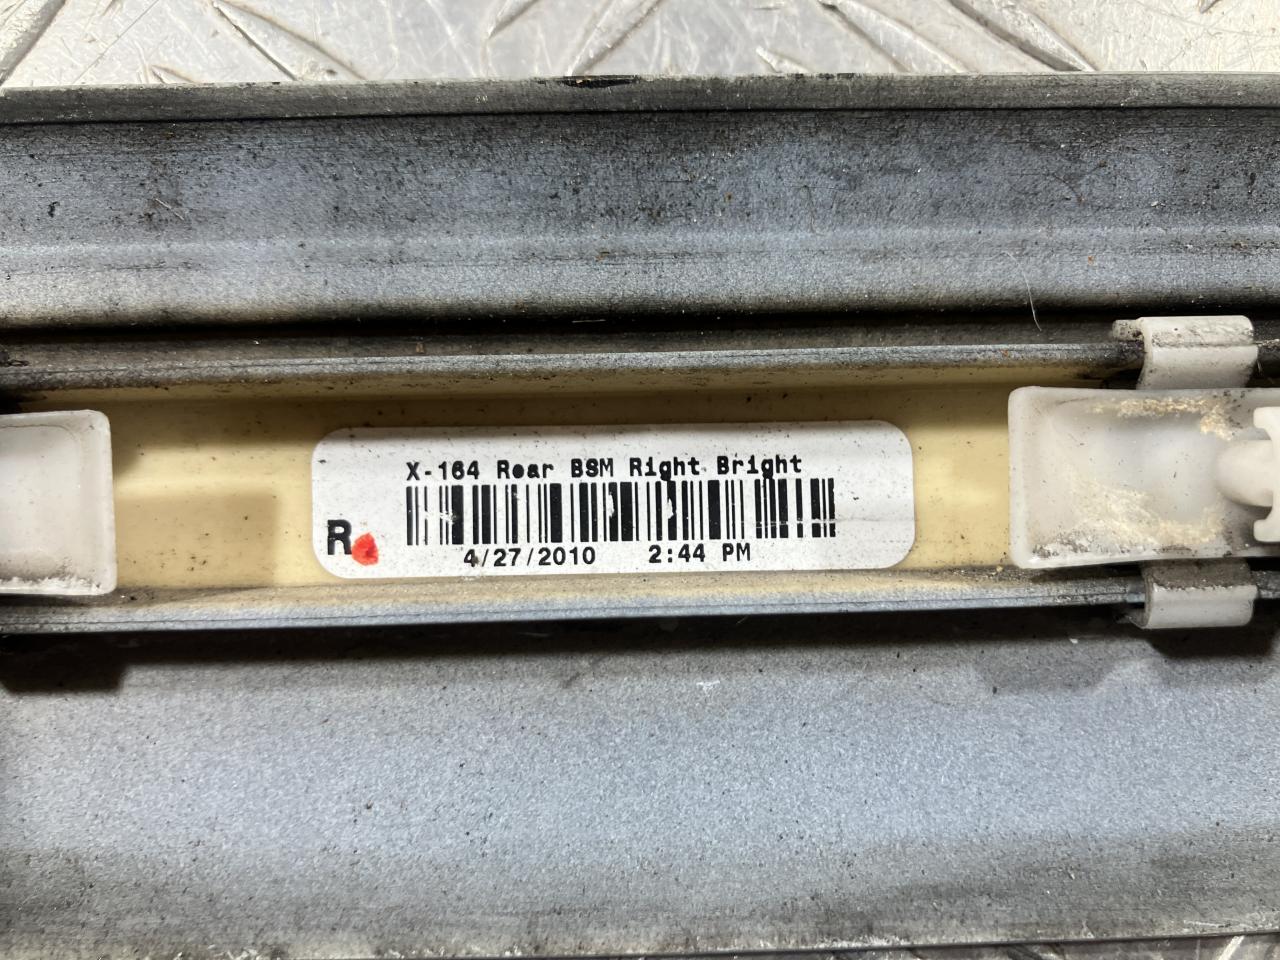 X-164 Rear BSM Right Bright
R
4/27/2010 2:44 PM